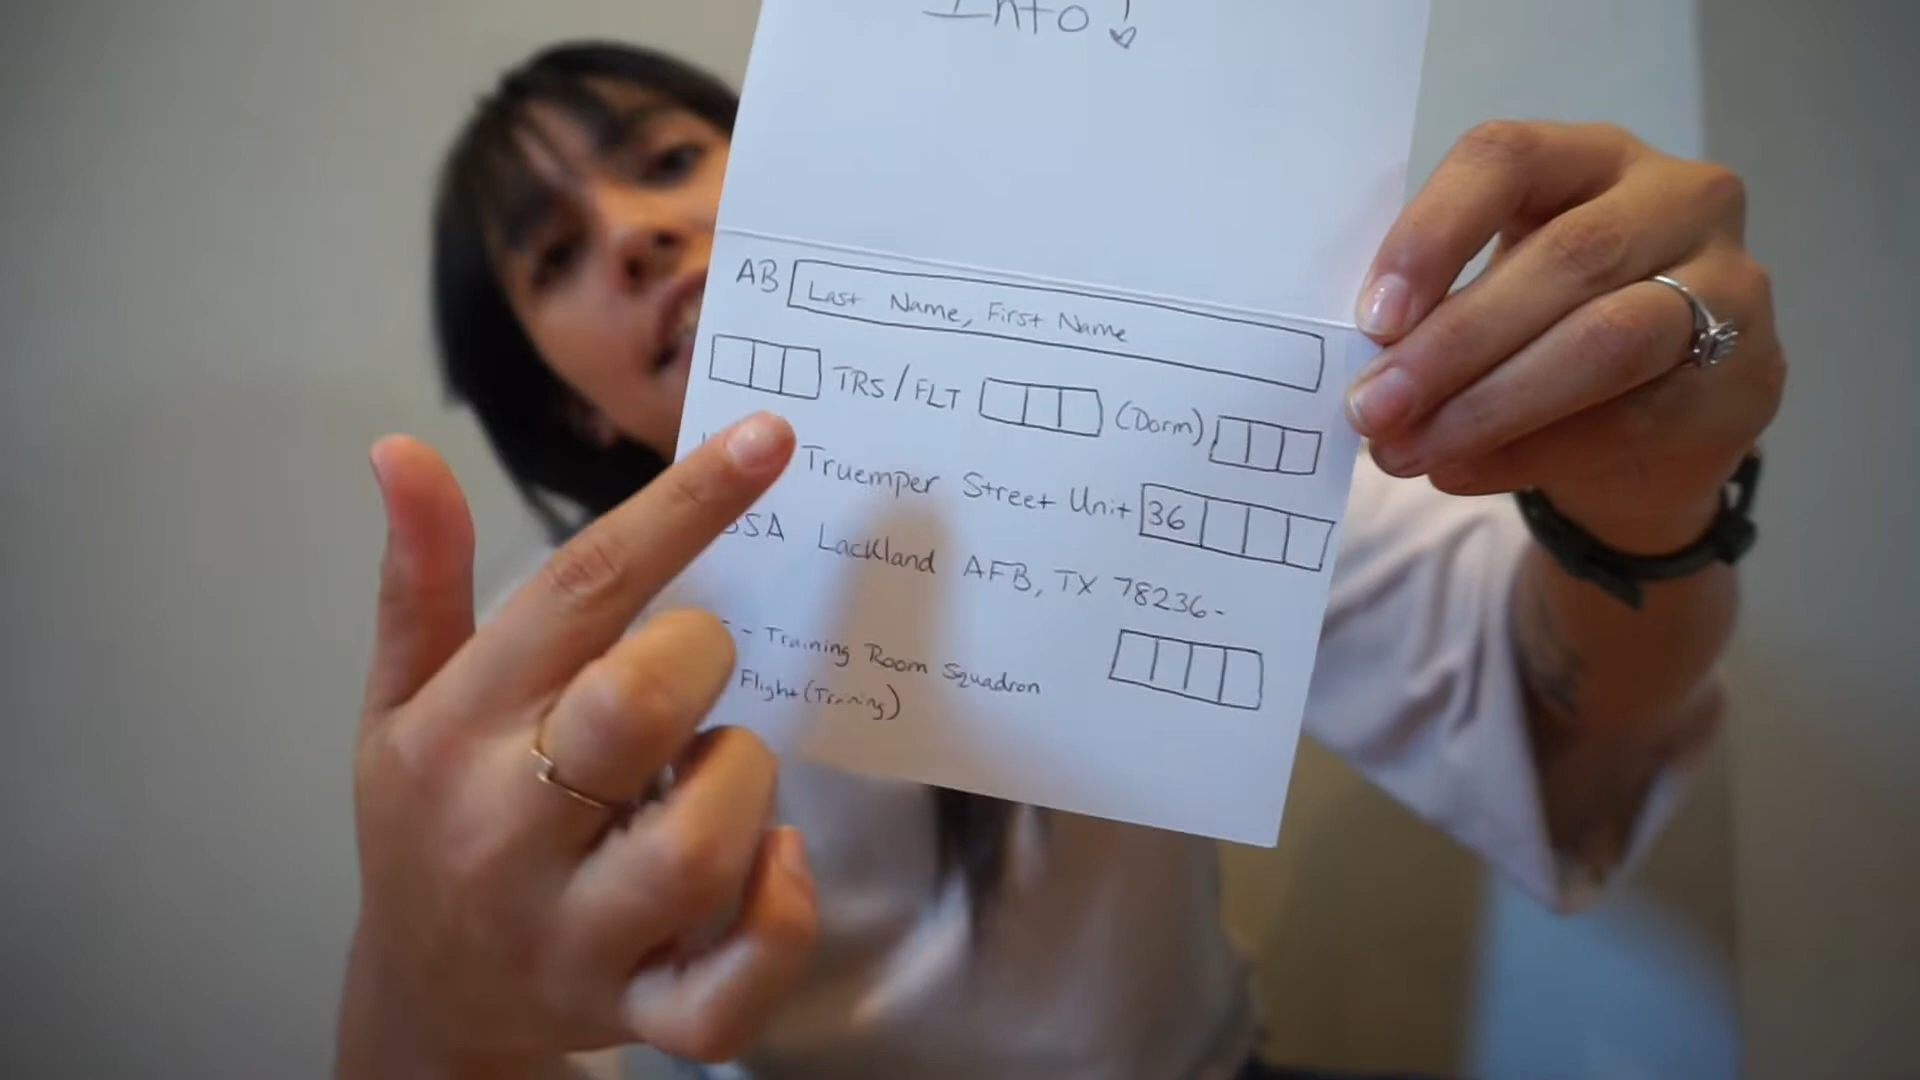 Info!
AB Last Name, First Name
TRS/FLT (Dorm)
Truemper Street Unit 36
Lackland AFB, TX 78236-
- Training Room Squadron
Flight (Training)